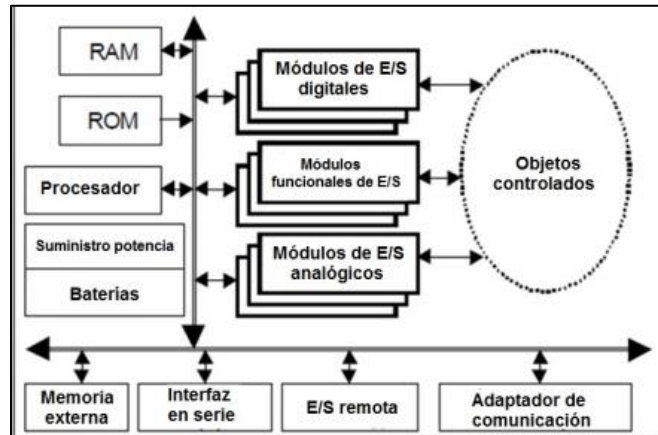 RAM
ROM
Procesador
Suministro potencia
Baterías
Módulos de E/S
digitales
Módulos
funcionales de E/S
Módulos de E/S
analógicos
Objetos
controlados
Memoria
externa
Interfaz
en serie
E/S remota
Adaptador de
comunicación